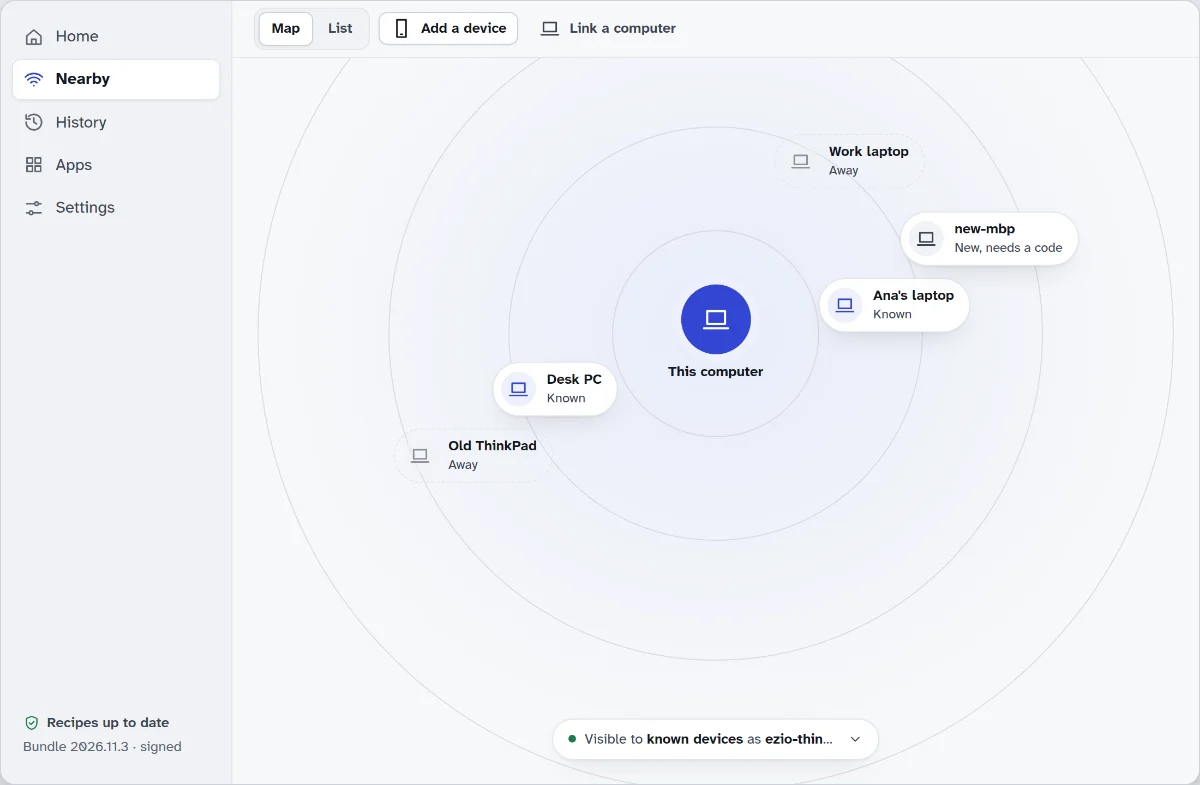 Home
Nearby
History
Apps
Settings
Recipes up to date
Bundle 2026.11.3 · signed
Map
List
Add a device
Link a computer
Work laptop
Away
new-mbp
New, needs a code
Ana's laptop
Known
This computer
Desk PC
Known
Old ThinkPad
Away
Visible to known devices as ezio-thin...